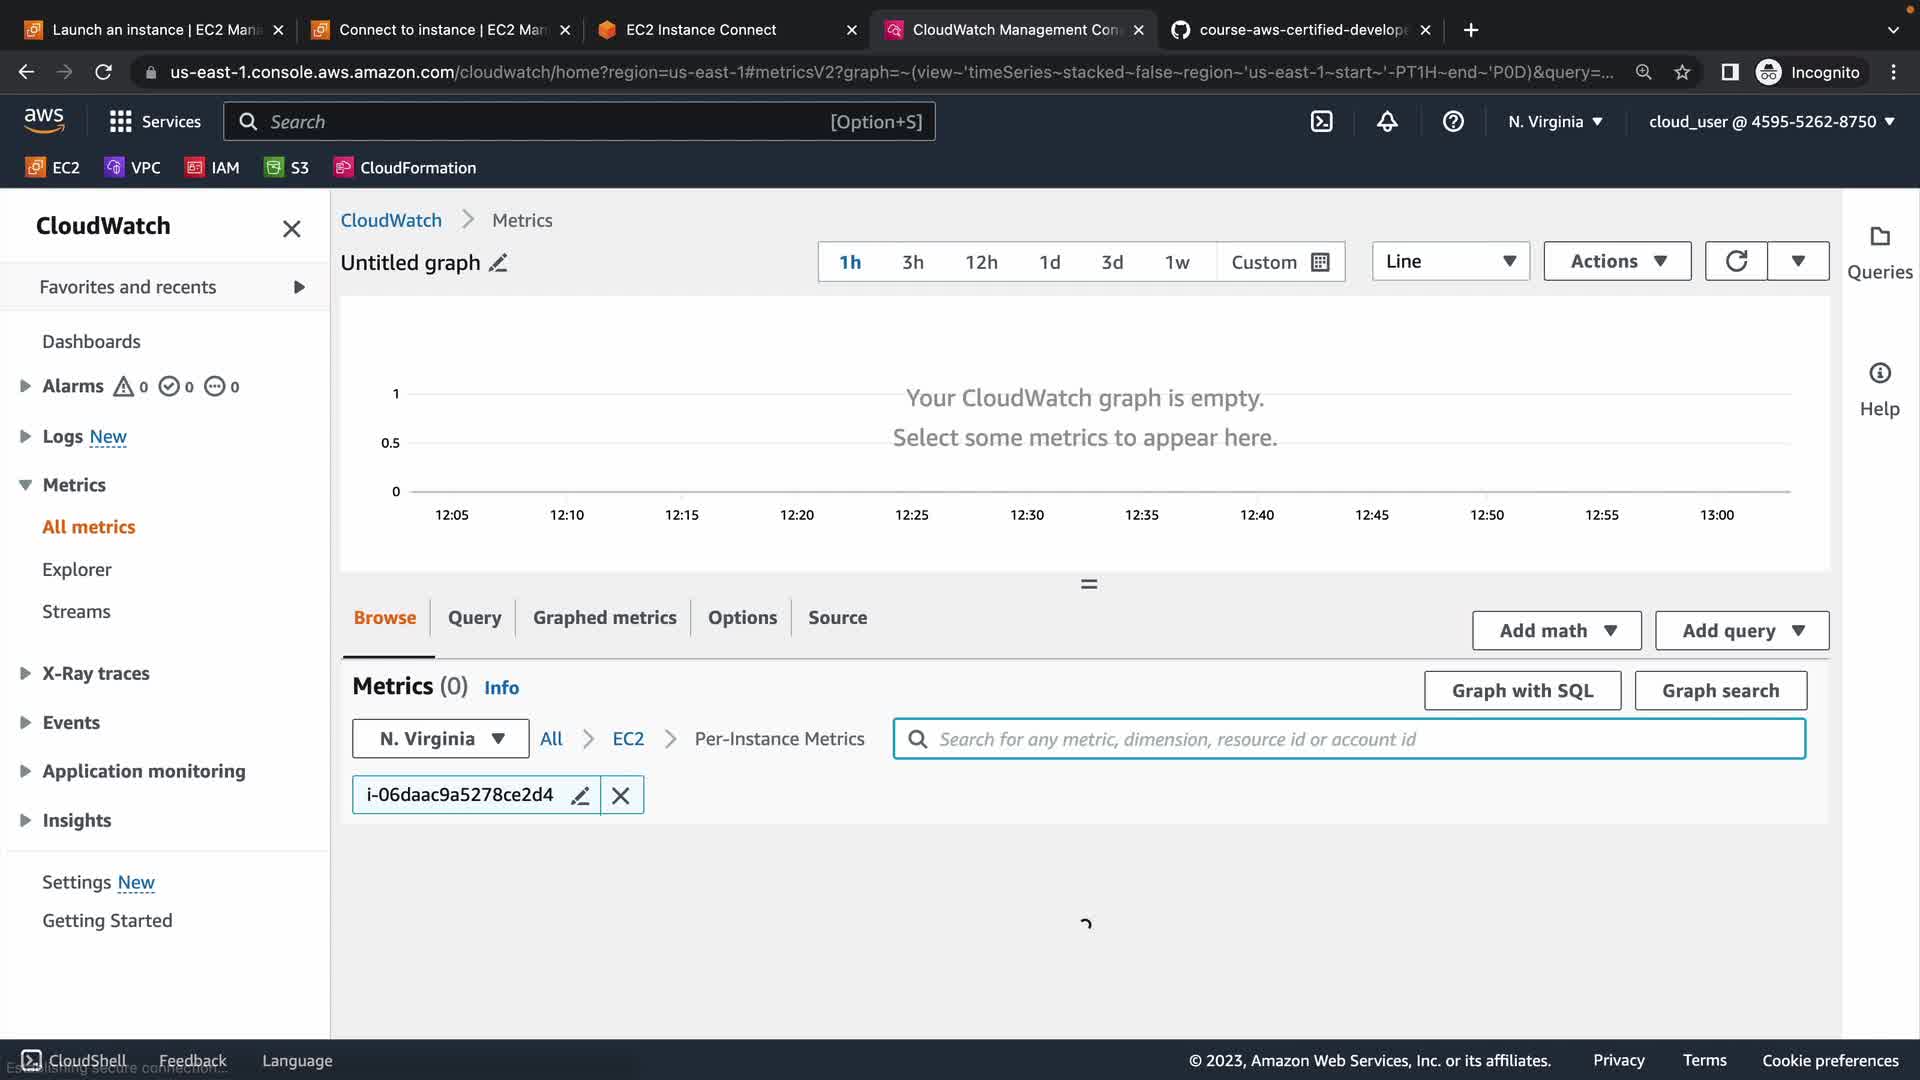 Launch an instance | EC2 Mana
Connect to instance | EC2 Man
EC2 Instance Connect
CloudWatch Management Con
course-aws-certified-develope
us-east-1.console.aws.amazon.com/cloudwatch/home?region=us-east-1#metricsV2?graph=~(view~'timeSeries~stacked~false~region~'us-east-1~start~'-PT1H~end~'P0D)&query=...
Incognito
aws
Services
Search
[Option+S]
N. Virginia
cloud_user @ 4595-5262-8750
EC2
VPC
IAM
S3
CloudFormation
CloudWatch
Favorites and recents
Dashboards
Alarms 0 0 0
Logs New
Metrics
All metrics
Explorer
Streams
X-Ray traces
Events
Application monitoring
Insights
Settings New
Getting Started
CloudWatch Metrics
Untitled graph
1h 3h 12h 1d 3d 1w Custom
Line
Actions
Queries
Help
Your CloudWatch graph is empty.
Select some metrics to appear here.
1
0.5
0
12:05 12:10 12:15 12:20 12:25 12:30 12:35 12:40 12:45 12:50 12:55 13:00
Browse Query Graphed metrics Options Source
Add math
Add query
Metrics (0) Info
Graph with SQL
Graph search
N. Virginia All EC2 Per-Instance Metrics
Search for any metric, dimension, resource id or account id
i-06daac9a5278ce2d4
CloudShell Feedback Language
Establishing secure connection...
© 2023, Amazon Web Services, Inc. or its affiliates. Privacy Terms Cookie preferences